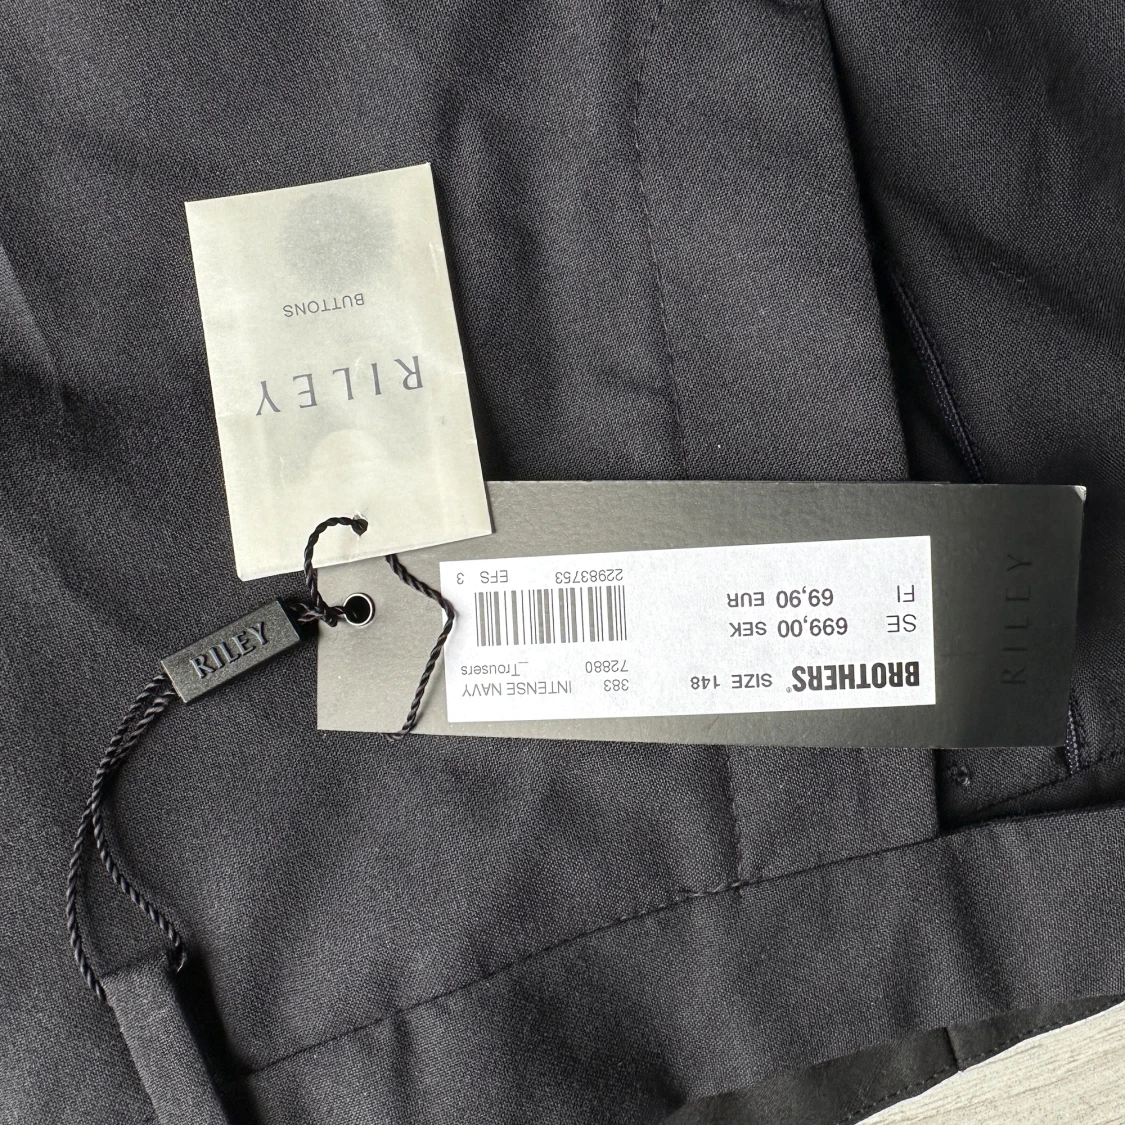 RILEY
BUTTONS
RILEY
BROTHERS® SIZE 148
383 INTENSE NAVY
72880 _Trousers
SE 699,00 SEK
FI 69,90 EUR
22983753 EFS 3
RILEY